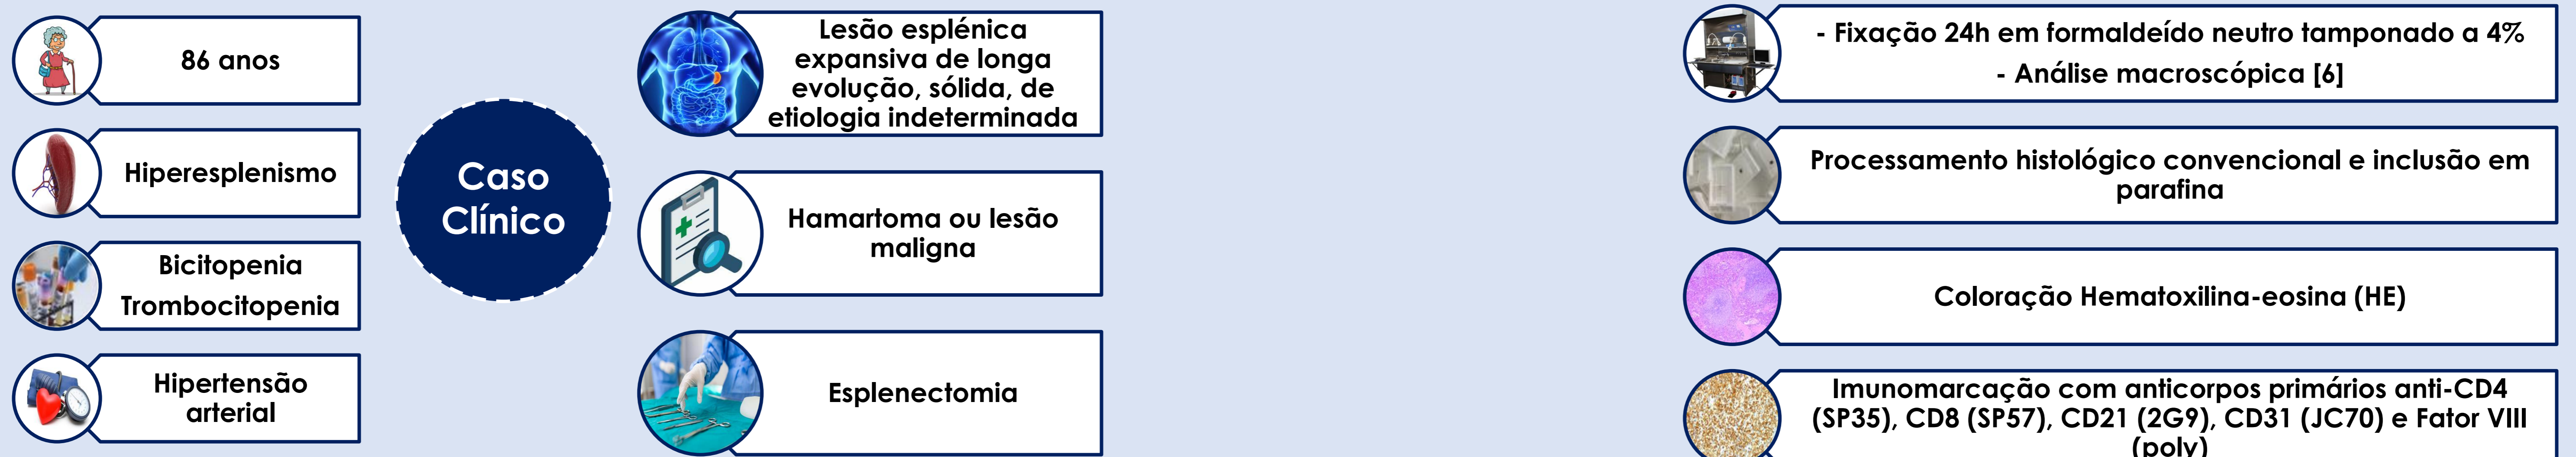 86 anos
Hiperesplenismo
Bicitopenia
Trombocitopenia
Hipertensão
arterial
Caso
Clínico
Lesão esplénica
expansiva de longa
evolução, sólida, de
etiologia indeterminada
Hamartoma ou lesão
maligna
Esplenectomia
- Fixação 24h em formaldeído neutro tamponado a 4%
- Análise macroscópica [6]
Processamento histológico convencional e inclusão em
parafina
Coloração Hematoxilina-eosina (HE)
Imunomarcação com anticorpos primários anti-CD4
(SP35), CD8 (SP57), CD21 (2G9), CD31 (JC70) e Fator VIII
(poly)